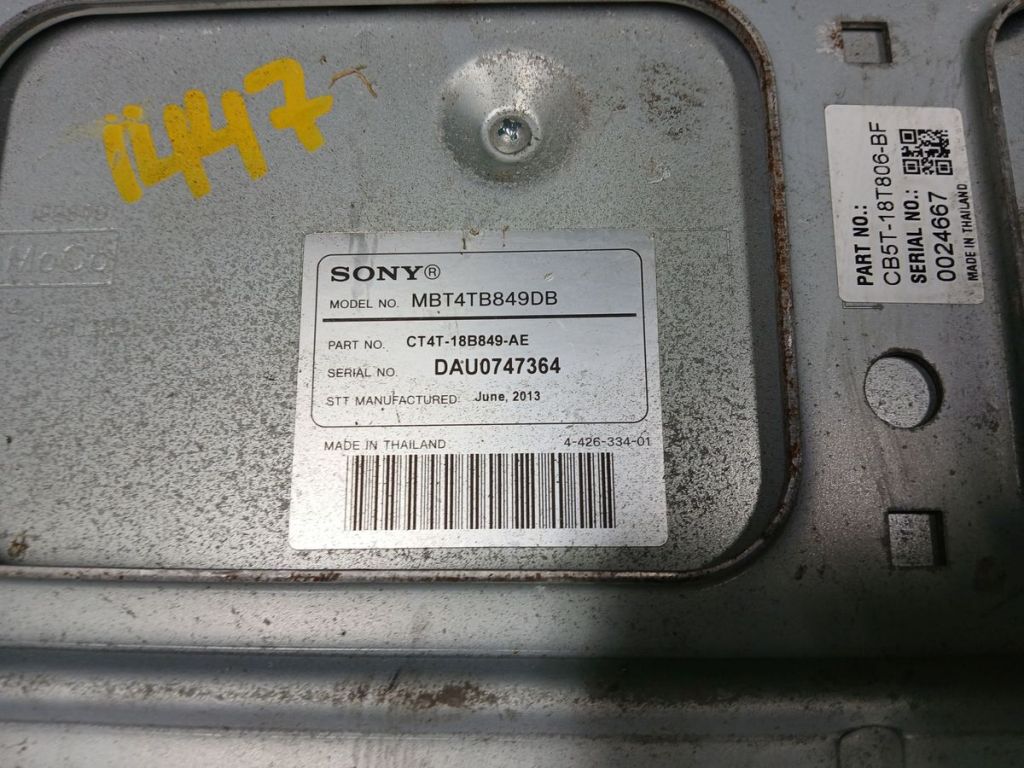 1447
SONY®
MODEL NO. MBT4TB849DB
PART NO. CT4T-18B849-AE
SERIAL NO. DAU0747364
STT MANUFACTURED: June, 2013
MADE IN THAILAND 4-426-334-01
PART NO.:
CB5T-18T806-BF
SERIAL NO.:
0024667
MADE IN THAILAND